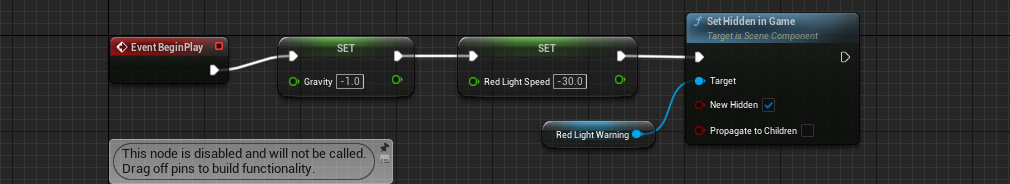 Event BeginPlay
SET
Gravity -1.0
SET
Red Light Speed -30.0
Set Hidden in Game
Target is Scene Component
Target
New Hidden
Propagate to Children
Red Light Warning
This node is disabled and will not be called.
Drag off pins to build functionality.